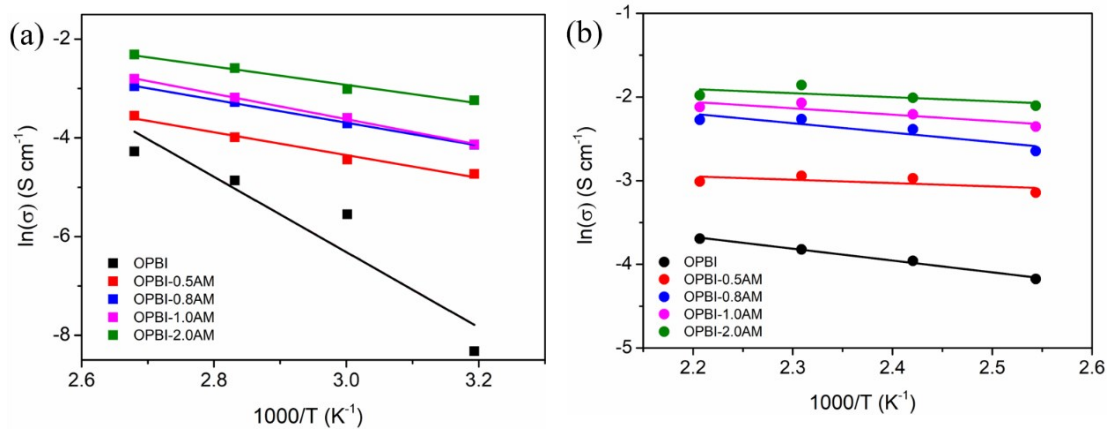 (a)
ln(σ) (S cm⁻¹)
-2
-4
-6
-8
OPBI
OPBI-0.5AM
OPBI-0.8AM
OPBI-1.0AM
OPBI-2.0AM
2.6 2.8 3.0 3.2
1000/T (K⁻¹)
(b)
ln(σ) (S cm⁻¹)
-1
-2
-3
-4
-5
OPBI
OPBI-0.5AM
OPBI-0.8AM
OPBI-1.0AM
OPBI-2.0AM
2.2 2.3 2.4 2.5 2.6
1000/T (K⁻¹)